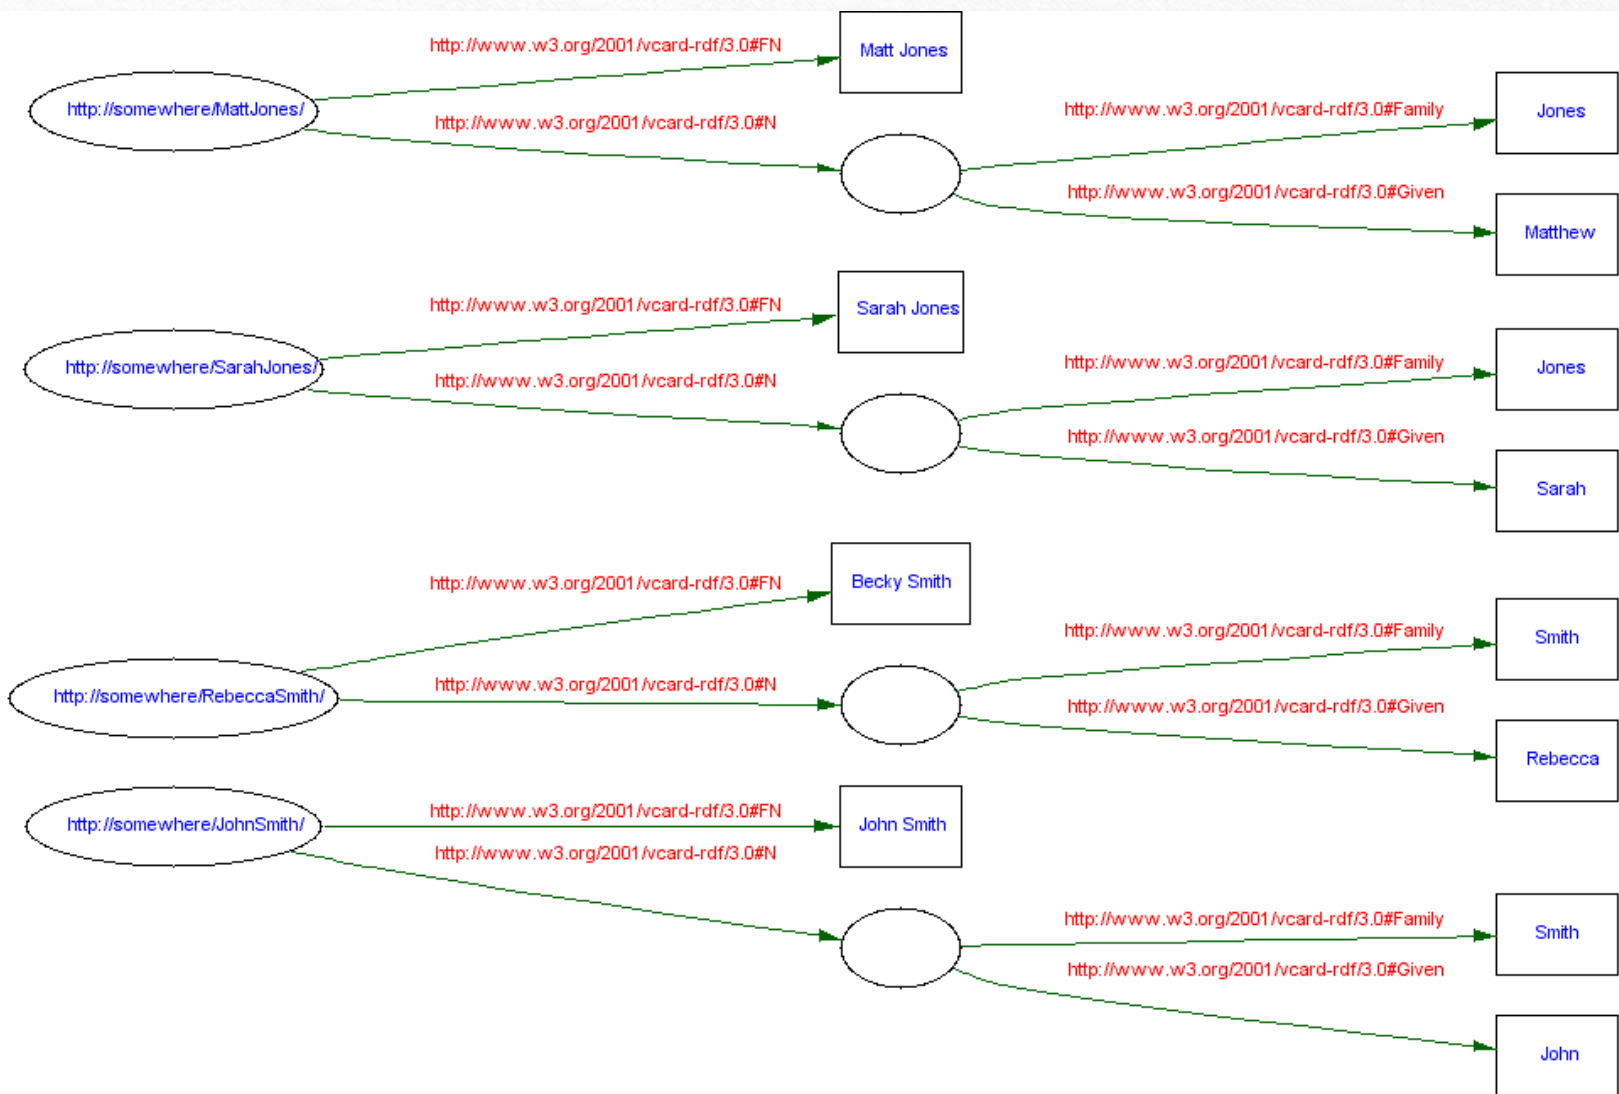 http://www.w3.org/2001/vcard-rdf/3.0#FN
Matt Jones
http://somewhere/MattJones/
http://www.w3.org/2001/vcard-rdf/3.0#N
http://www.w3.org/2001/vcard-rdf/3.0#Family
Jones
http://www.w3.org/2001/vcard-rdf/3.0#Given
Matthew
http://www.w3.org/2001/vcard-rdf/3.0#FN
Sarah Jones
http://somewhere/SarahJones/
http://www.w3.org/2001/vcard-rdf/3.0#N
http://www.w3.org/2001/vcard-rdf/3.0#Family
Jones
http://www.w3.org/2001/vcard-rdf/3.0#Given
Sarah
http://www.w3.org/2001/vcard-rdf/3.0#FN
Becky Smith
http://somewhere/RebeccaSmith/
http://www.w3.org/2001/vcard-rdf/3.0#N
http://www.w3.org/2001/vcard-rdf/3.0#Family
Smith
http://www.w3.org/2001/vcard-rdf/3.0#Given
Rebecca
http://www.w3.org/2001/vcard-rdf/3.0#FN
John Smith
http://somewhere/JohnSmith/
http://www.w3.org/2001/vcard-rdf/3.0#N
http://www.w3.org/2001/vcard-rdf/3.0#Family
Smith
http://www.w3.org/2001/vcard-rdf/3.0#Given
John